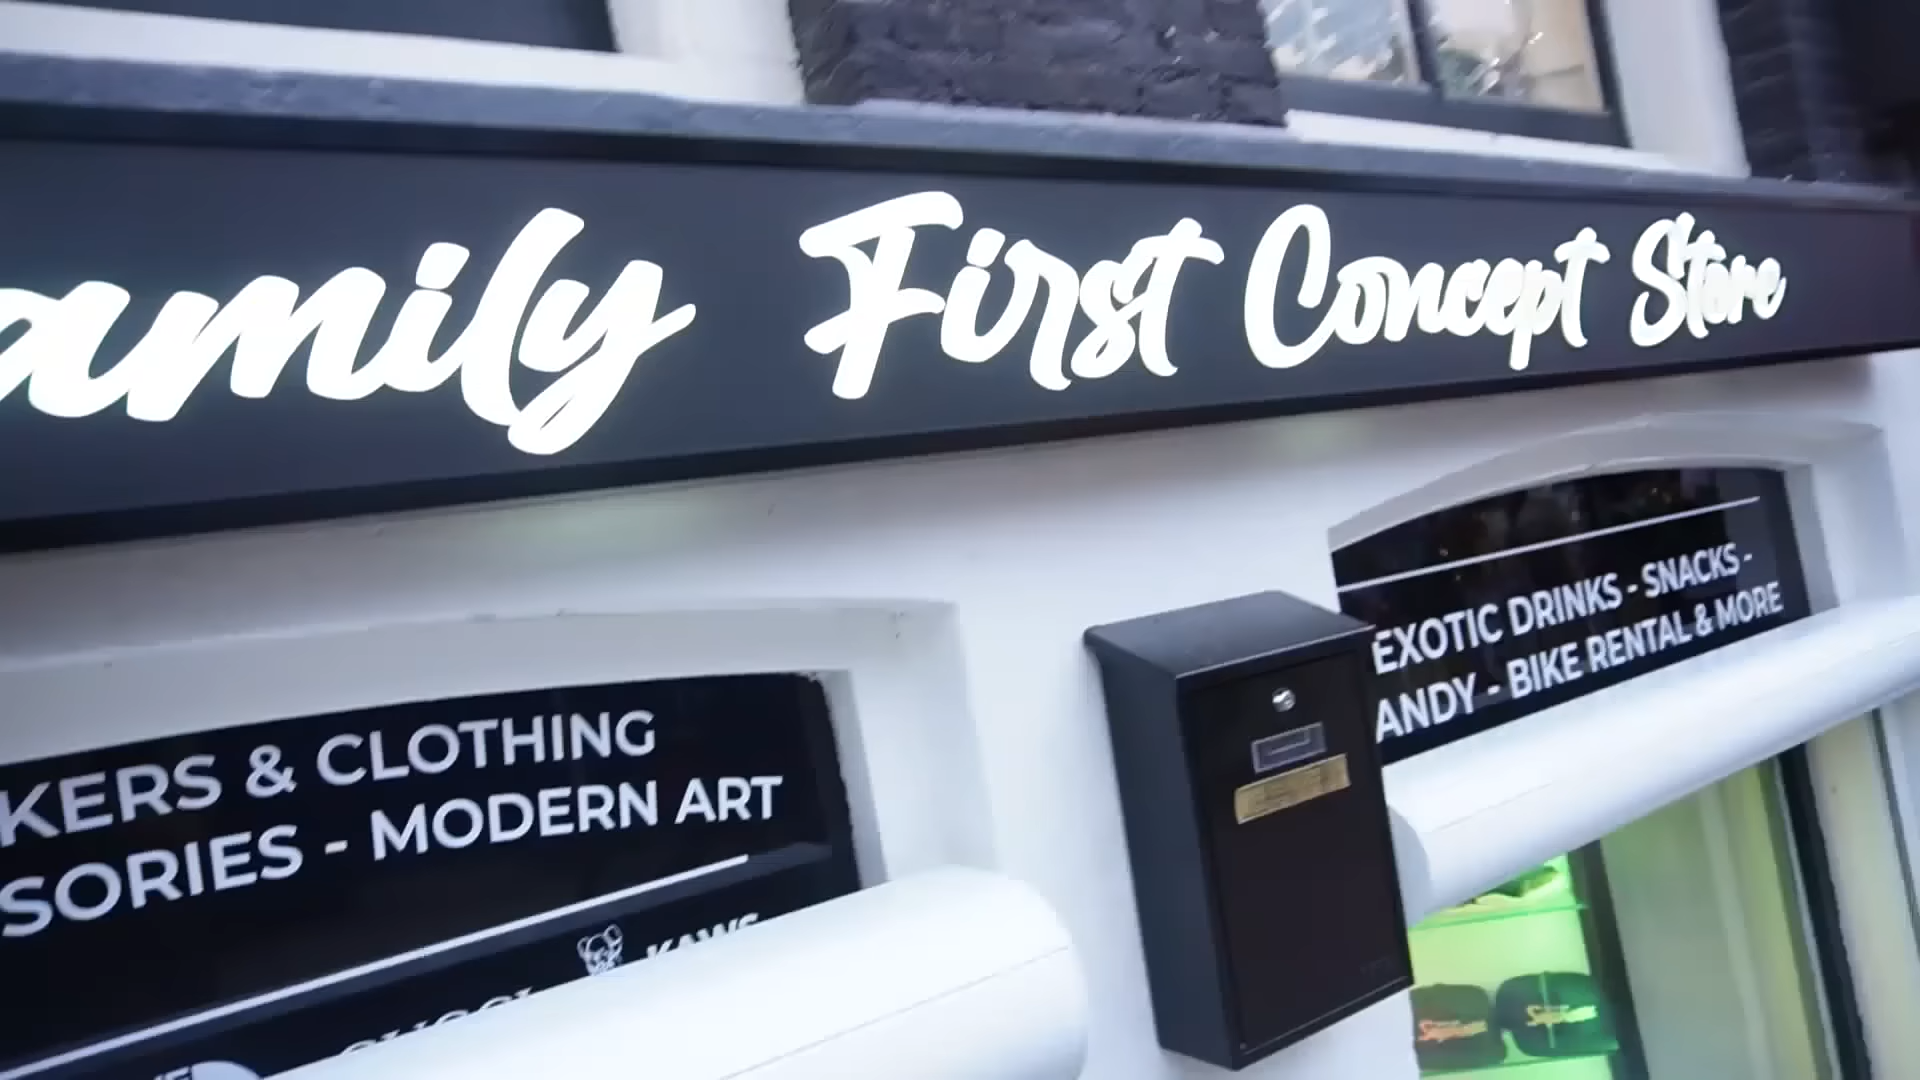 amily First Concept Store
EXOTIC DRINKS - SNACKS -
ANDY - BIKE RENTAL & MORE
KERS & CLOTHING
SORIES - MODERN ART
KAWS